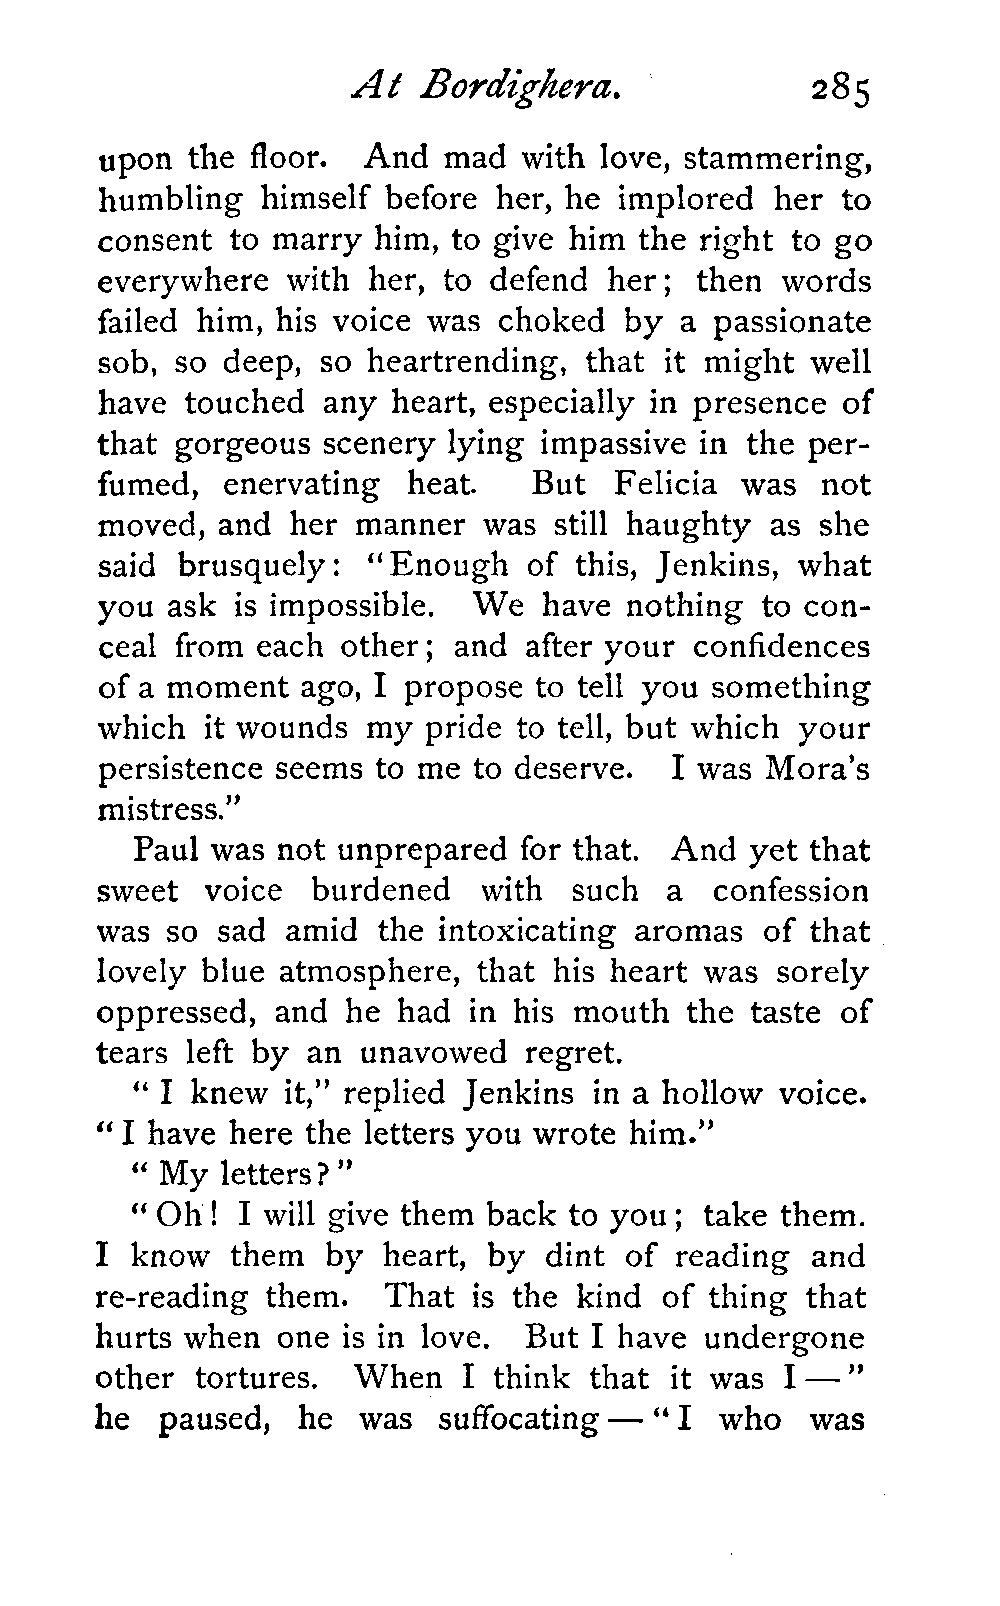 At Bordighera. 285
upon the floor. And mad with love, stammering,
humbling himself before her, he implored her to
consent to marry him, to give him the right to go
everywhere with her, to defend her; then words
failed him, his voice was choked by a passionate
sob, so deep, so heartrending, that it might well
have touched any heart, especially in presence of
that gorgeous scenery lying impassive in the per-
fumed, enervating heat. But Felicia was not
moved, and her manner was still haughty as she
said brusquely: "Enough of this, Jenkins, what
you ask is impossible. We have nothing to con-
ceal from each other; and after your confidences
of a moment ago, I propose to tell you something
which it wounds my pride to tell, but which your
persistence seems to me to deserve. I was Mora's
mistress."
Paul was not unprepared for that. And yet that
sweet voice burdened with such a confession
was so sad amid the intoxicating aromas of that
lovely blue atmosphere, that his heart was sorely
oppressed, and he had in his mouth the taste of
tears left by an unavowed regret.
"I knew it," replied Jenkins in a hollow voice.
"I have here the letters you wrote him."
"My letters?"
"Oh! I will give them back to you; take them.
I know them by heart, by dint of reading and
re-reading them. That is the kind of thing that
hurts when one is in love. But I have undergone
other tortures. When I think that it was I—"
he paused, he was suffocating—"I who was